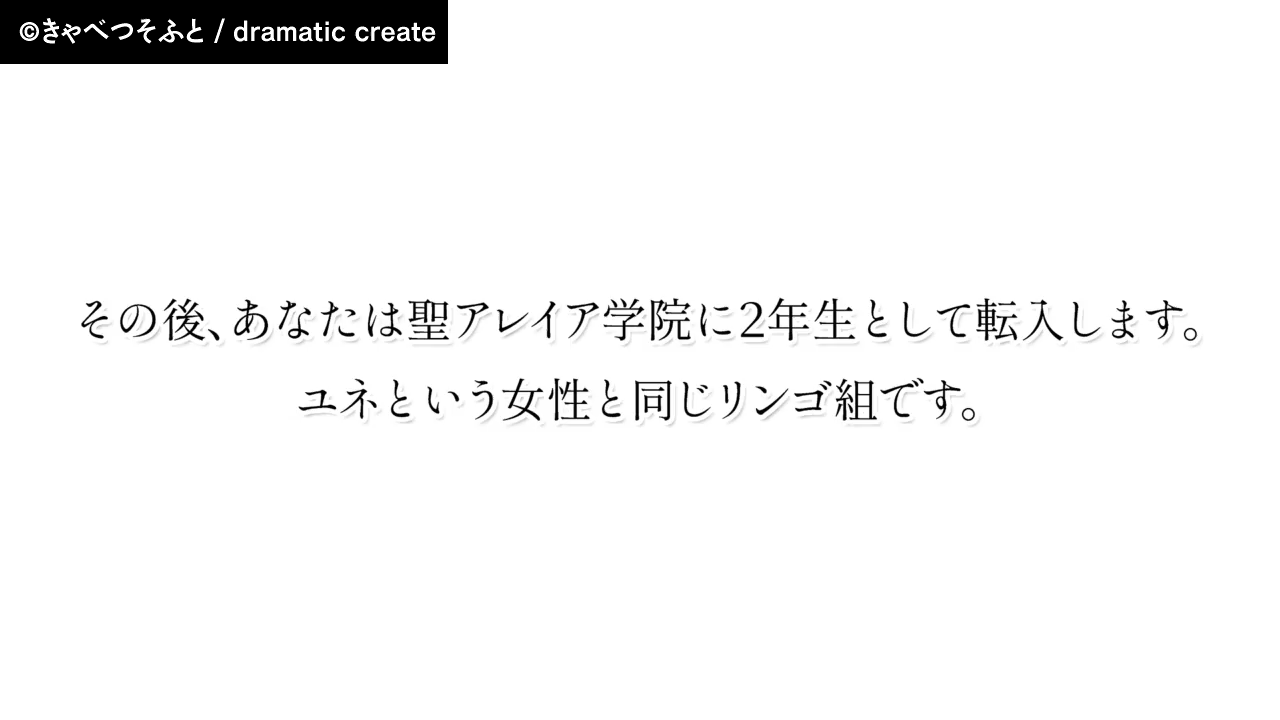 ©きゃべつそふと / dramatic create
その後、あなたは聖アレイア学院に2年生として転入します。
ユネという女性と同じリンゴ組です。